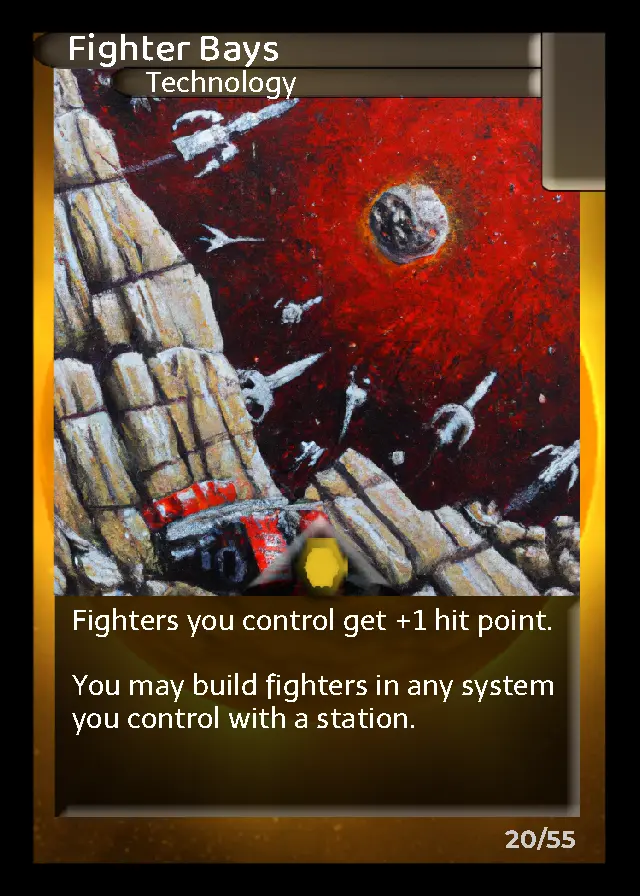 Fighter Bays
Technology
Fighters you control get +1 hit point.
You may build fighters in any system
you control with a station.
20/55